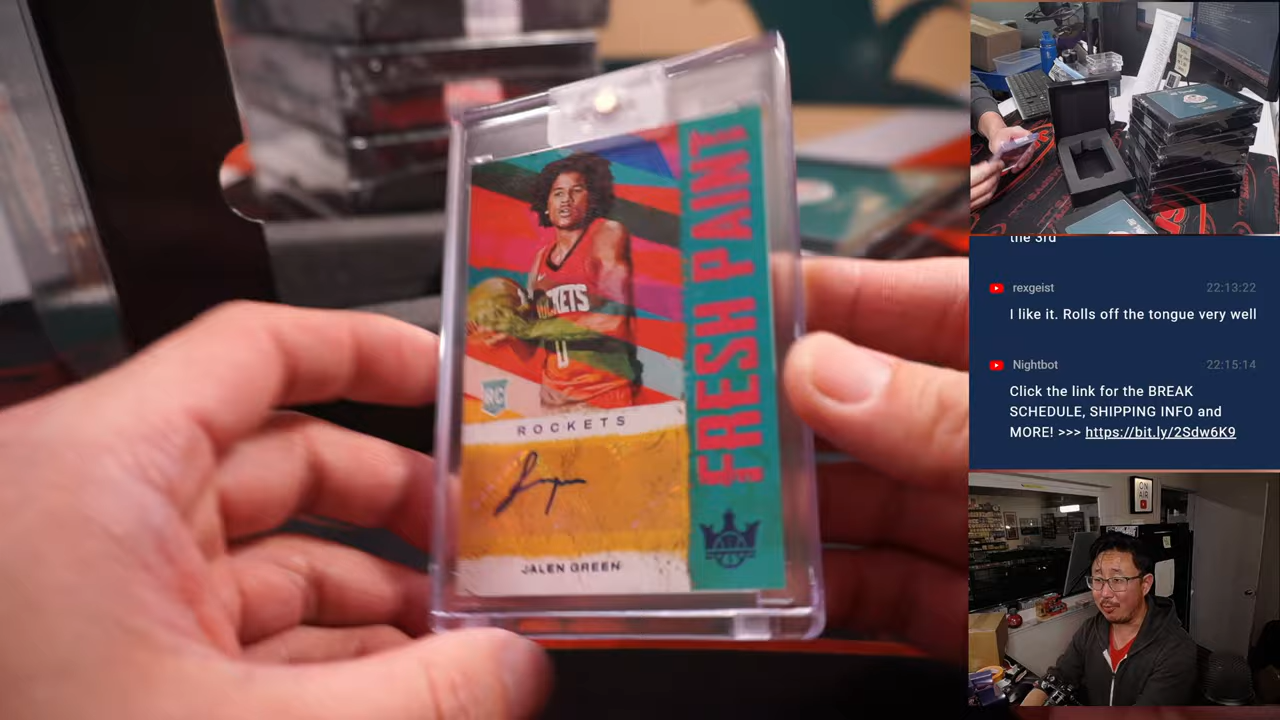 FRESH PAINT
ROCKETS
RC
ROCKETS
JALEN GREEN
the 3rd
rexgeist 22:13:22
I like it. Rolls off the tongue very well
Nightbot 22:15:14
Click the link for the BREAK
SCHEDULE, SHIPPING INFO and
MORE! >>> https://bit.ly/2Sdw6K9
ON
AIR